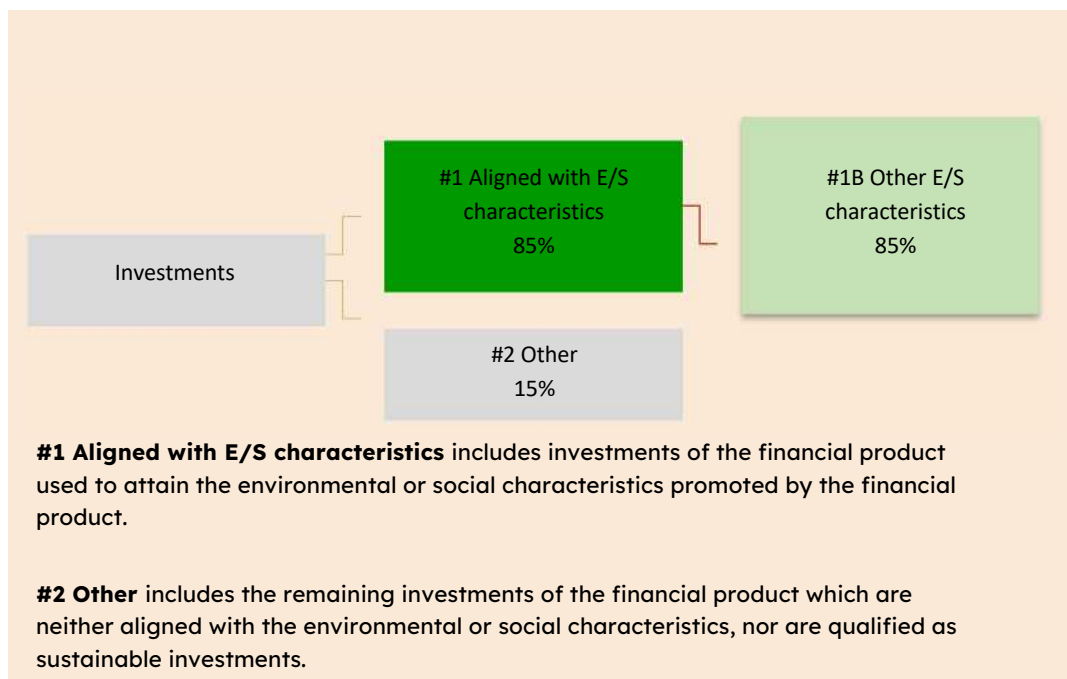 #1 Aligned with E/S
characteristics
85%
#1B Other E/S
characteristics
85%
Investments
#2 Other
15%
#1 Aligned with E/S characteristics includes investments of the financial product
used to attain the environmental or social characteristics promoted by the financial
product.
#2 Other includes the remaining investments of the financial product which are
neither aligned with the environmental or social characteristics, nor are qualified as
sustainable investments.